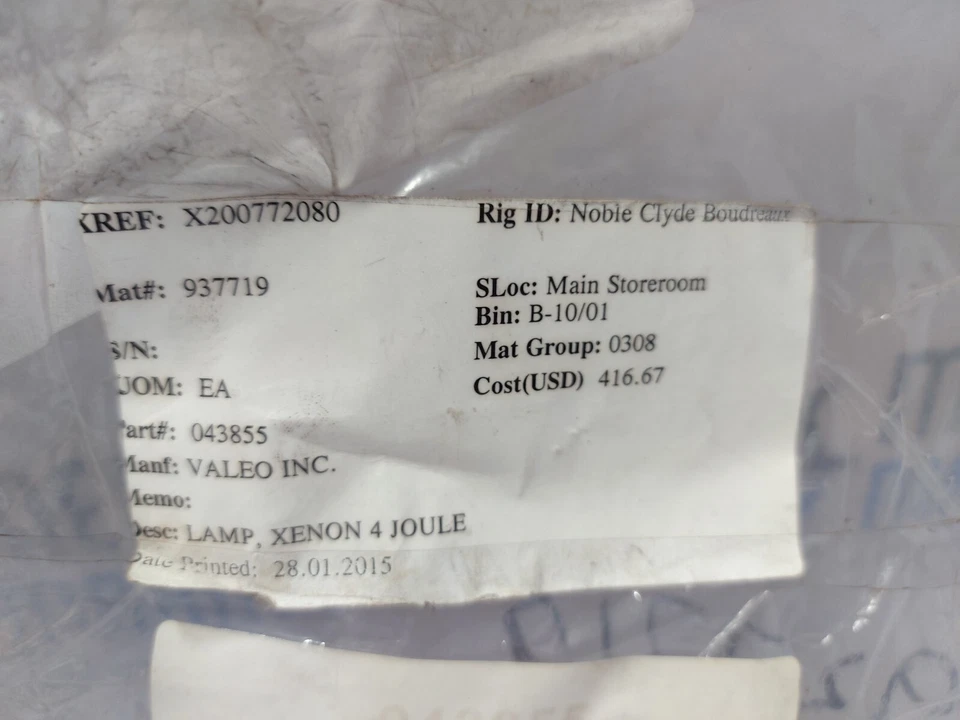 XREF: X200772080
Rig ID: Noble Clyde Boudreaux
Mat#: 937719
SLoc: Main Storeroom
Bin: B-10/01
S/N:
Mat Group: 0308
UOM: EA
Cost(USD) 416.67
Part#: 043855
Manf: VALEO INC.
Memo:
Desc: LAMP, XENON 4 JOULE
Date Printed: 28.01.2015